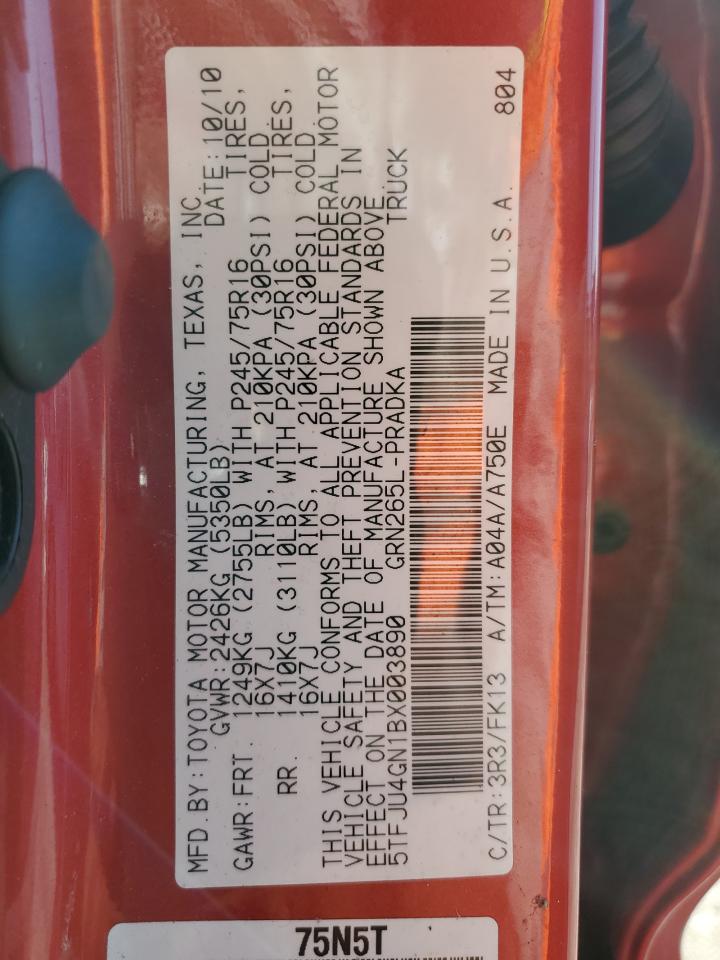 MFD.BY:TOYOTA MOTOR MANUFACTURING, TEXAS, INC.
GVWR:2426KG (5350LB) DATE:10/10
GAWR:FRT. 1249KG (2755LB) WITH P245/75R16 TIRES,
16X7J RIMS, AT 210KPA (30PSI) COLD
RR. 1410KG (3110LB) WITH P245/75R16 TIRES,
16X7J RIMS, AT 210KPA (30PSI) COLD
THIS VEHICLE CONFORMS TO ALL APPLICABLE FEDERAL MOTOR
VEHICLE SAFETY AND THEFT PREVENTION STANDARDS IN
EFFECT ON THE DATE OF MANUFACTURE SHOWN ABOVE
5TFJU4GN1BX003890 GRN265L-PRADKA TRUCK
C/TR:3R3/FK13 A/TM:A04A/A750E MADE IN U.S.A. 804
75N5T